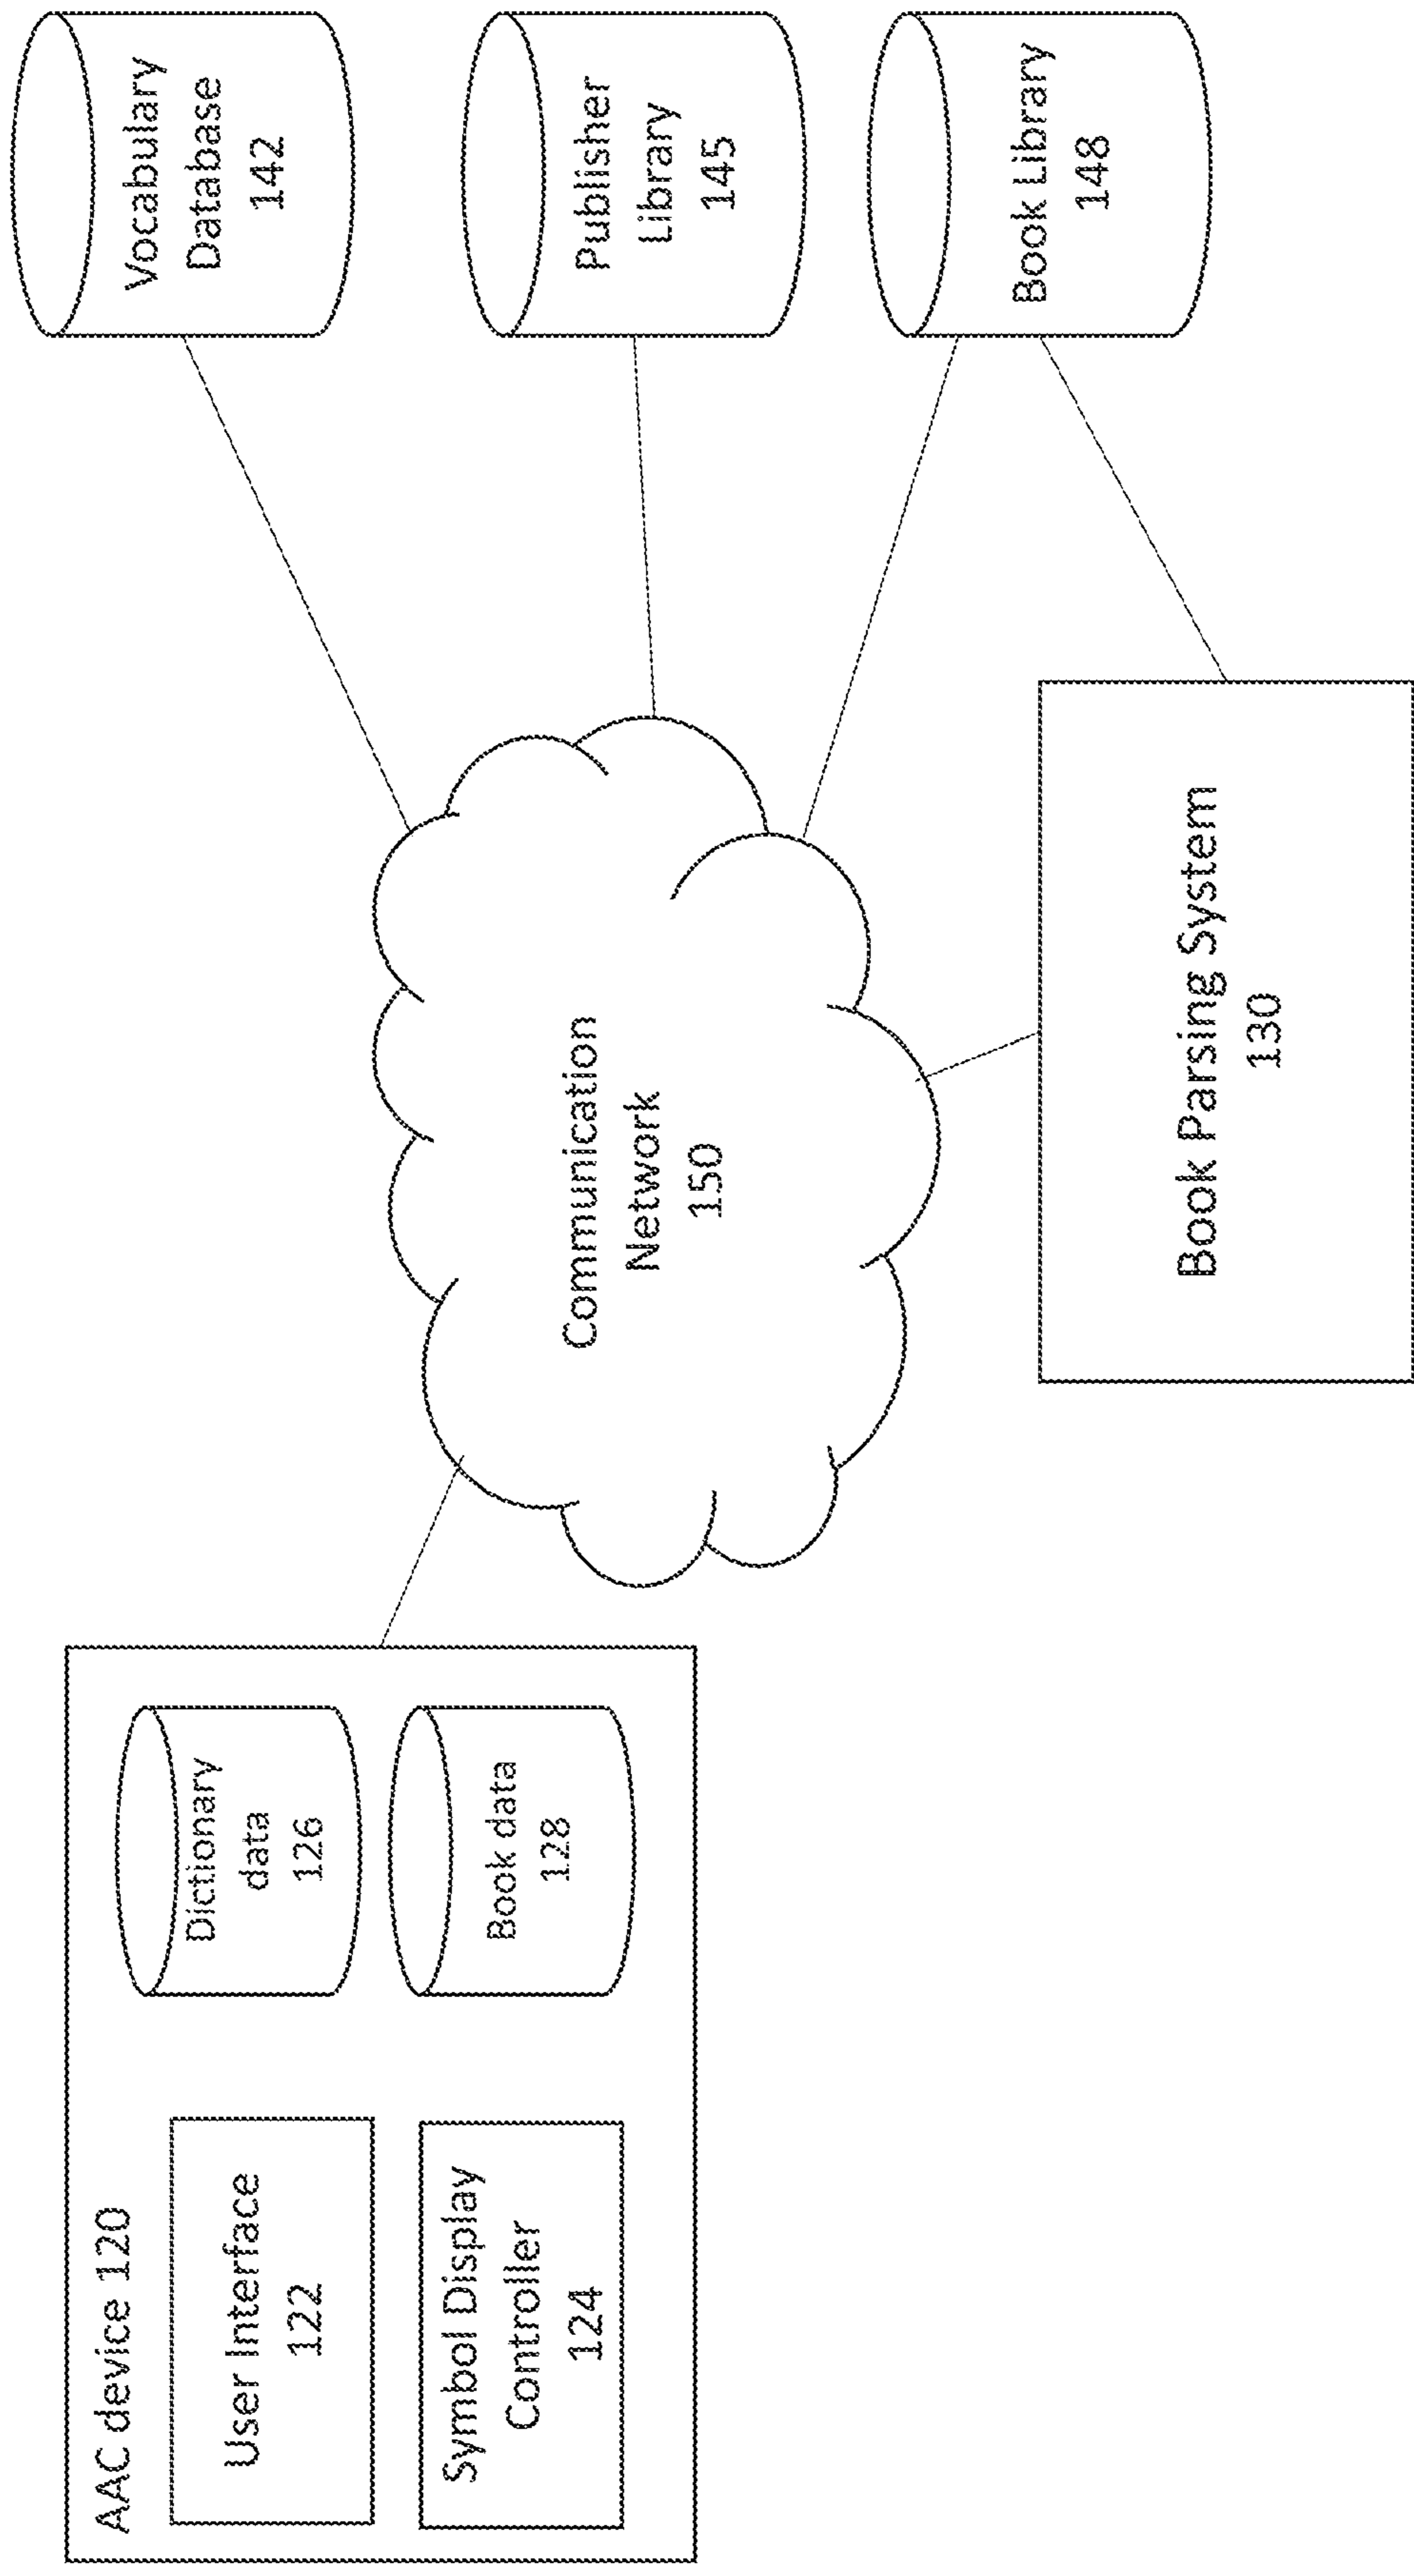 AAC device 120
User Interface
122
Symbol Display
Controller
124
Dictionary
data
126
Book data
128
Communication
Network
150
Book Parsing System
130
Vocabulary
Database
142
Publisher
Library
145
Book Library
148